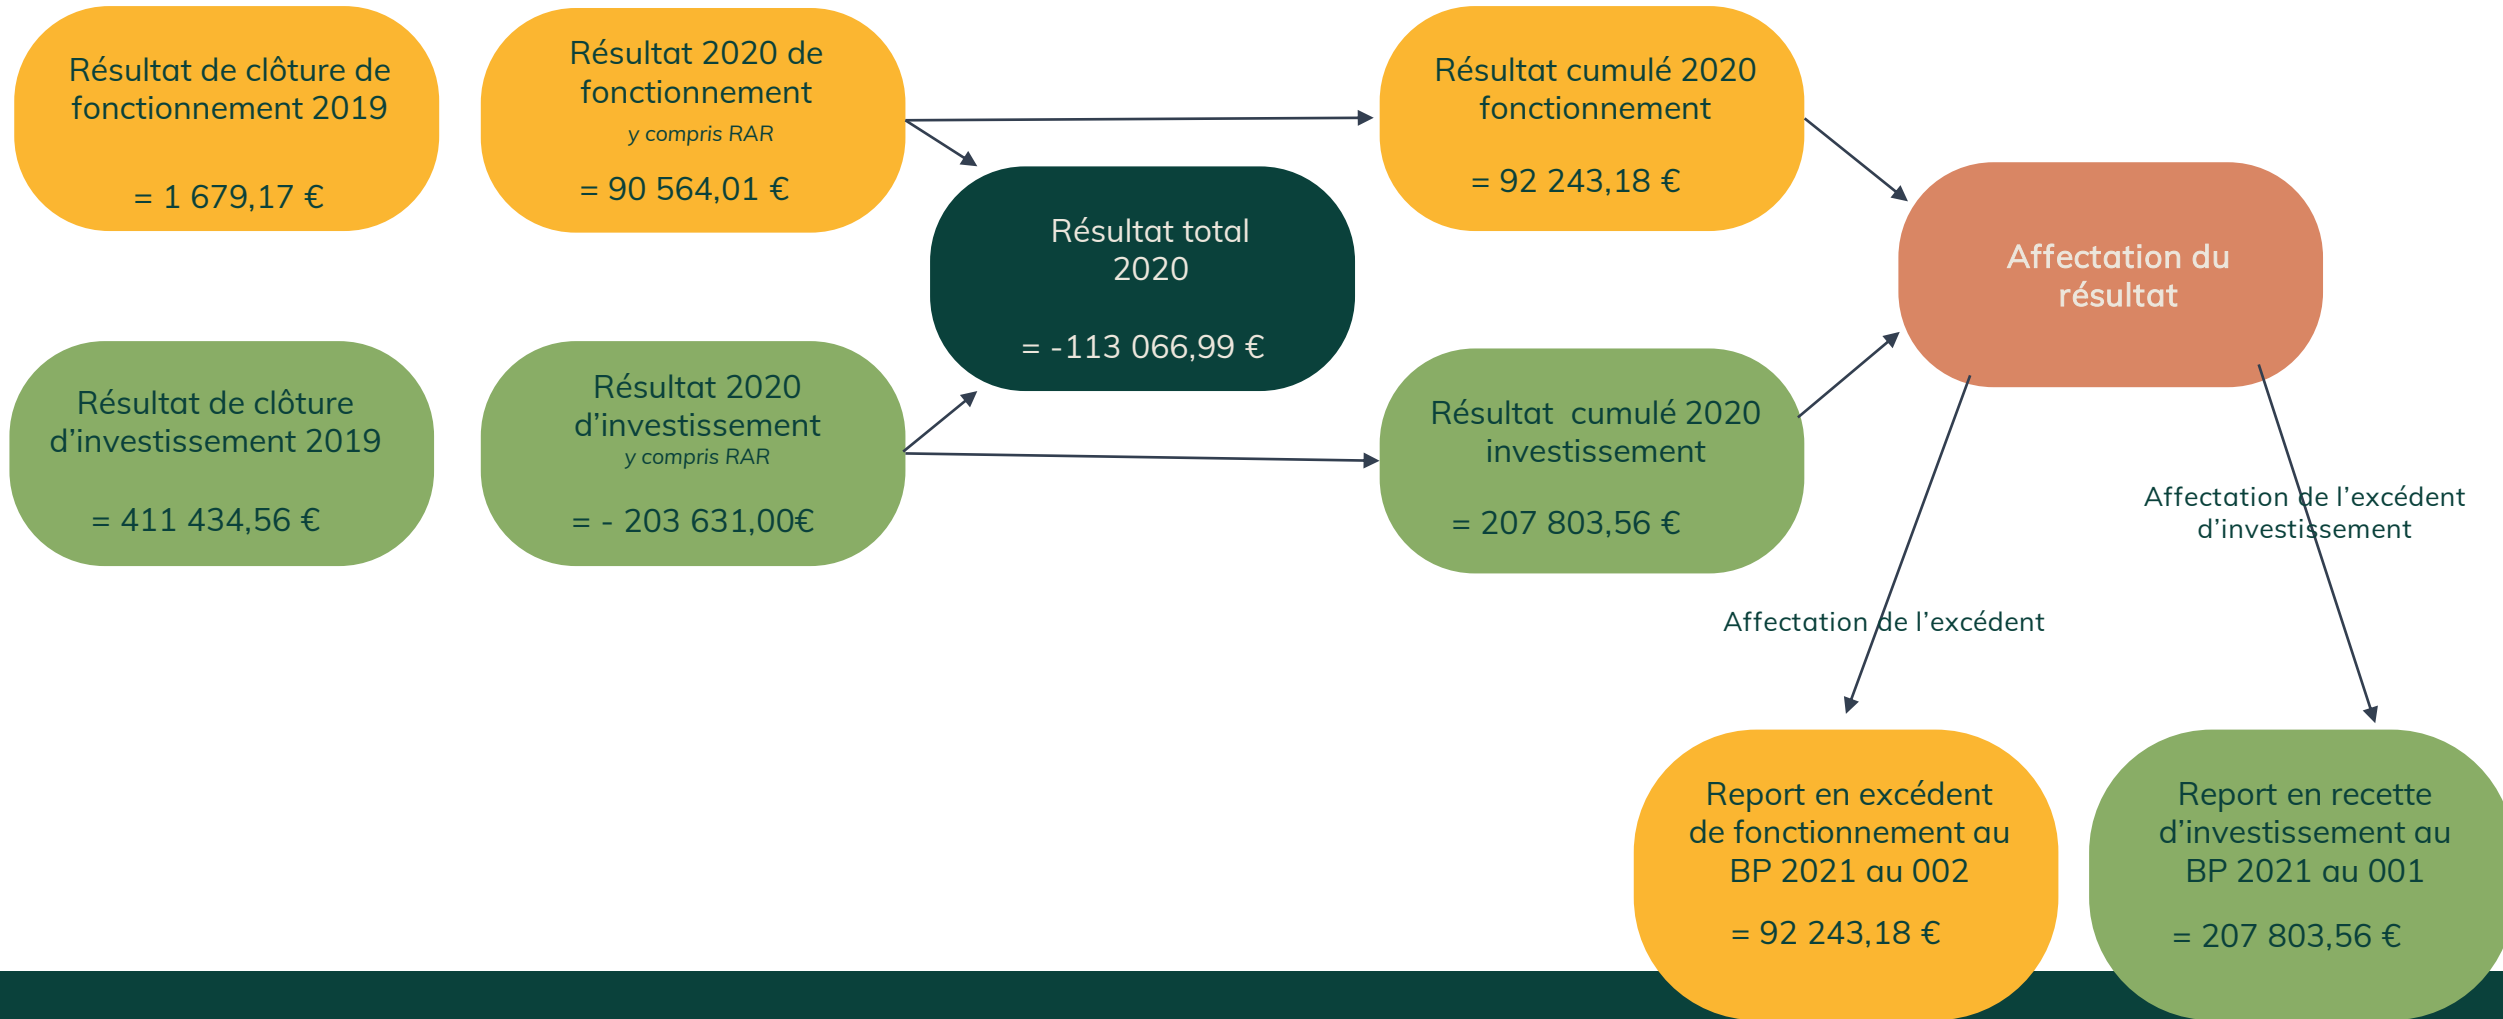 Résultat de clôture de
fonctionnement 2019
= 1 679,17 €
Résultat 2020 de
fonctionnement
y compris RAR
= 90 564,01 €
Résultat cumulé 2020
fonctionnement
= 92 243,18 €
Résultat total
2020
= -113 066,99 €
Affectation du
résultat
Résultat de clôture
d’investissement 2019
= 411 434,56 €
Résultat 2020
d’investissement
y compris RAR
= - 203 631,00€
Résultat cumulé 2020
investissement
= 207 803,56 €
Affectation de l’excédent
d’investissement
Affectation de l’excédent
Report en excédent
de fonctionnement au
BP 2021 au 002
= 92 243,18 €
Report en recette
d’investissement au
BP 2021 au 001
= 207 803,56 €